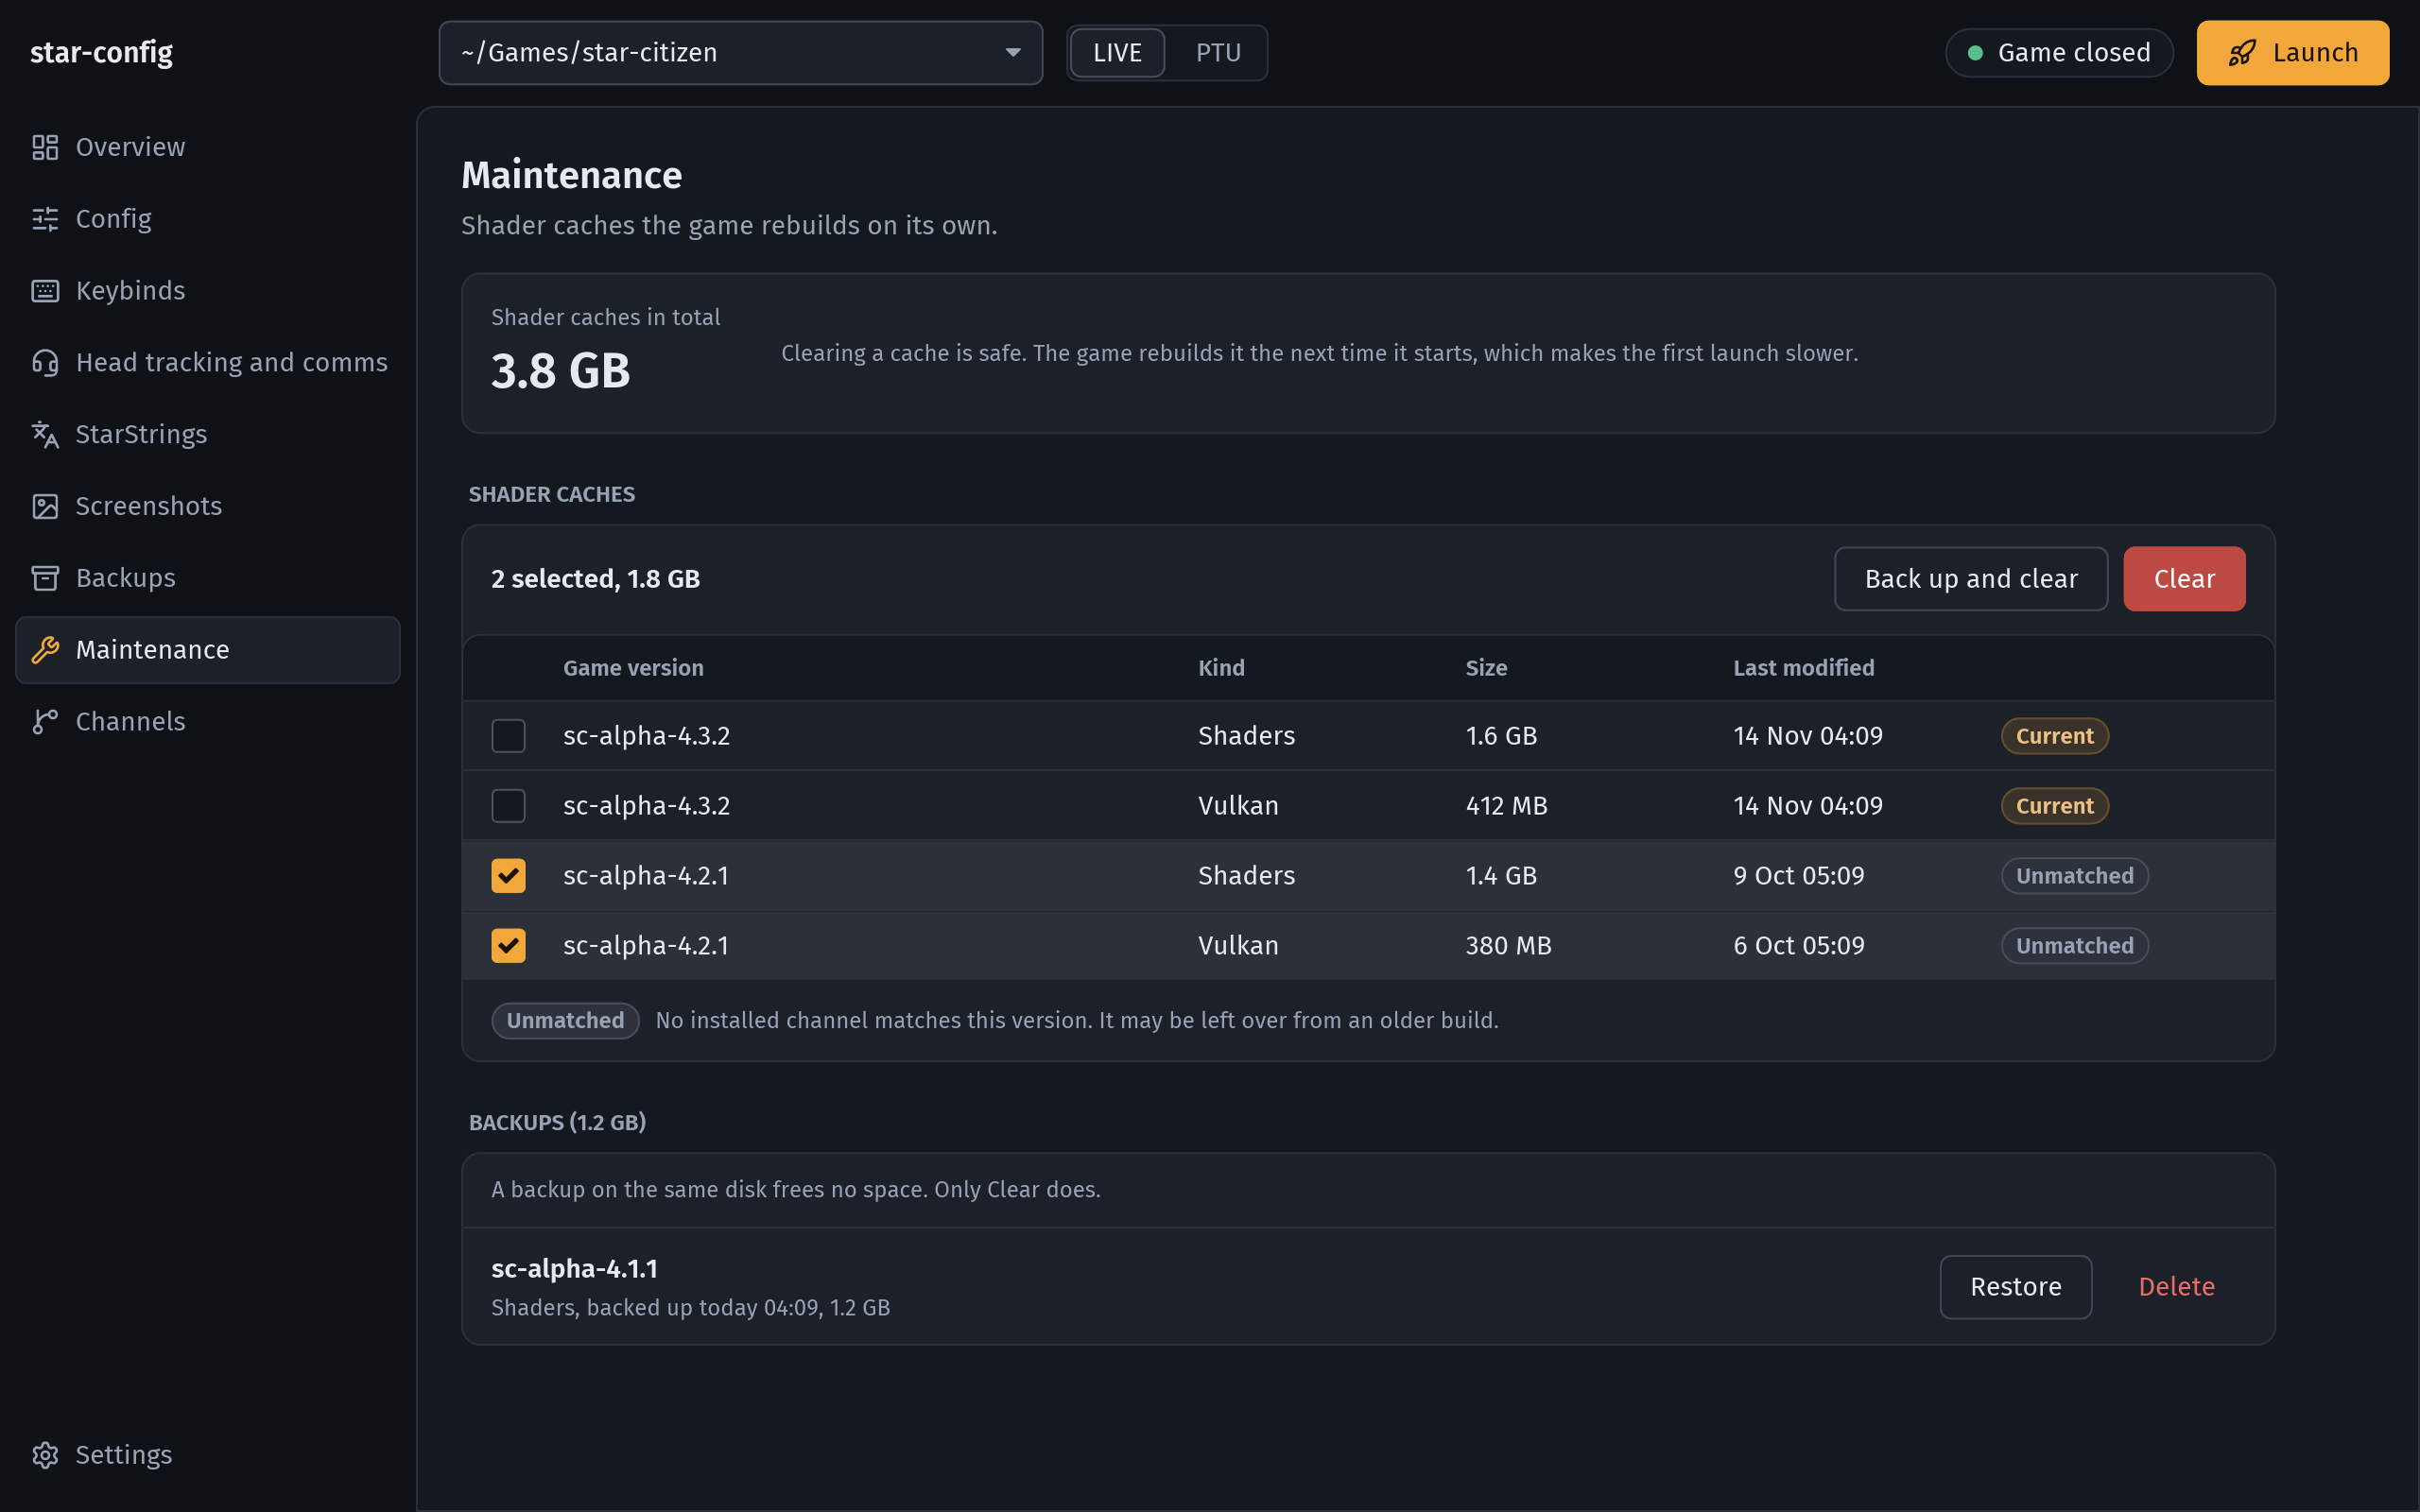 star-config
~/Games/star-citizen
LIVE
PTU
Game closed
Launch
Overview
Config
Keybinds
Head tracking and comms
StarStrings
Screenshots
Backups
Maintenance
Channels
Settings
Maintenance
Shader caches the game rebuilds on its own.
Shader caches in total
3.8 GB
Clearing a cache is safe. The game rebuilds it the next time it starts, which makes the first launch slower.
SHADER CACHES
2 selected, 1.8 GB
Back up and clear
Clear
Game version Kind Size Last modified
sc-alpha-4.3.2 Shaders 1.6 GB 14 Nov 04:09 Current
sc-alpha-4.3.2 Vulkan 412 MB 14 Nov 04:09 Current
sc-alpha-4.2.1 Shaders 1.4 GB 9 Oct 05:09 Unmatched
sc-alpha-4.2.1 Vulkan 380 MB 6 Oct 05:09 Unmatched
Unmatched No installed channel matches this version. It may be left over from an older build.
BACKUPS (1.2 GB)
A backup on the same disk frees no space. Only Clear does.
sc-alpha-4.1.1
Shaders, backed up today 04:09, 1.2 GB
Restore
Delete